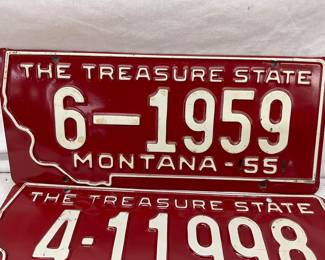 THE TREASURE STATE
6-1959
MONTANA-55
THE TREASURE STATE
4-11998